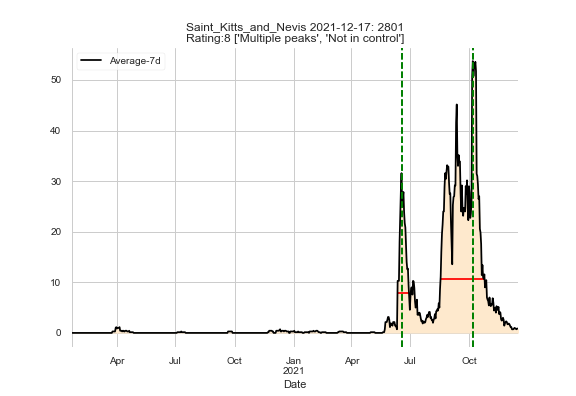 Saint_Kitts_and_Nevis 2021-12-17: 2801
Rating:8 ['Multiple peaks', 'Not in control']
Average-7d
50
40
30
20
10
0
Apr Jul Oct Jan Apr Jul Oct
2021
Date